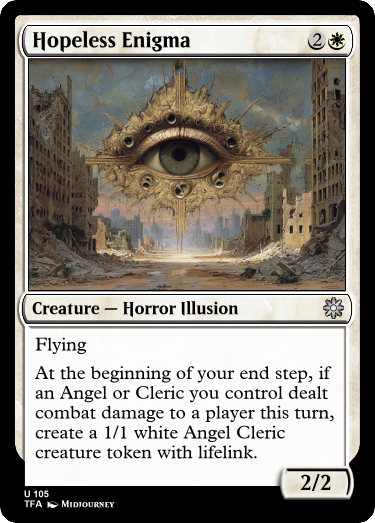 Hopeless Enigma 2
Creature — Horror Illusion
Flying
At the beginning of your end step, if
an Angel or Cleric you control dealt
combat damage to a player this turn,
create a 1/1 white Angel Cleric
creature token with lifelink.
2/2
U 105
TFA Midjourney